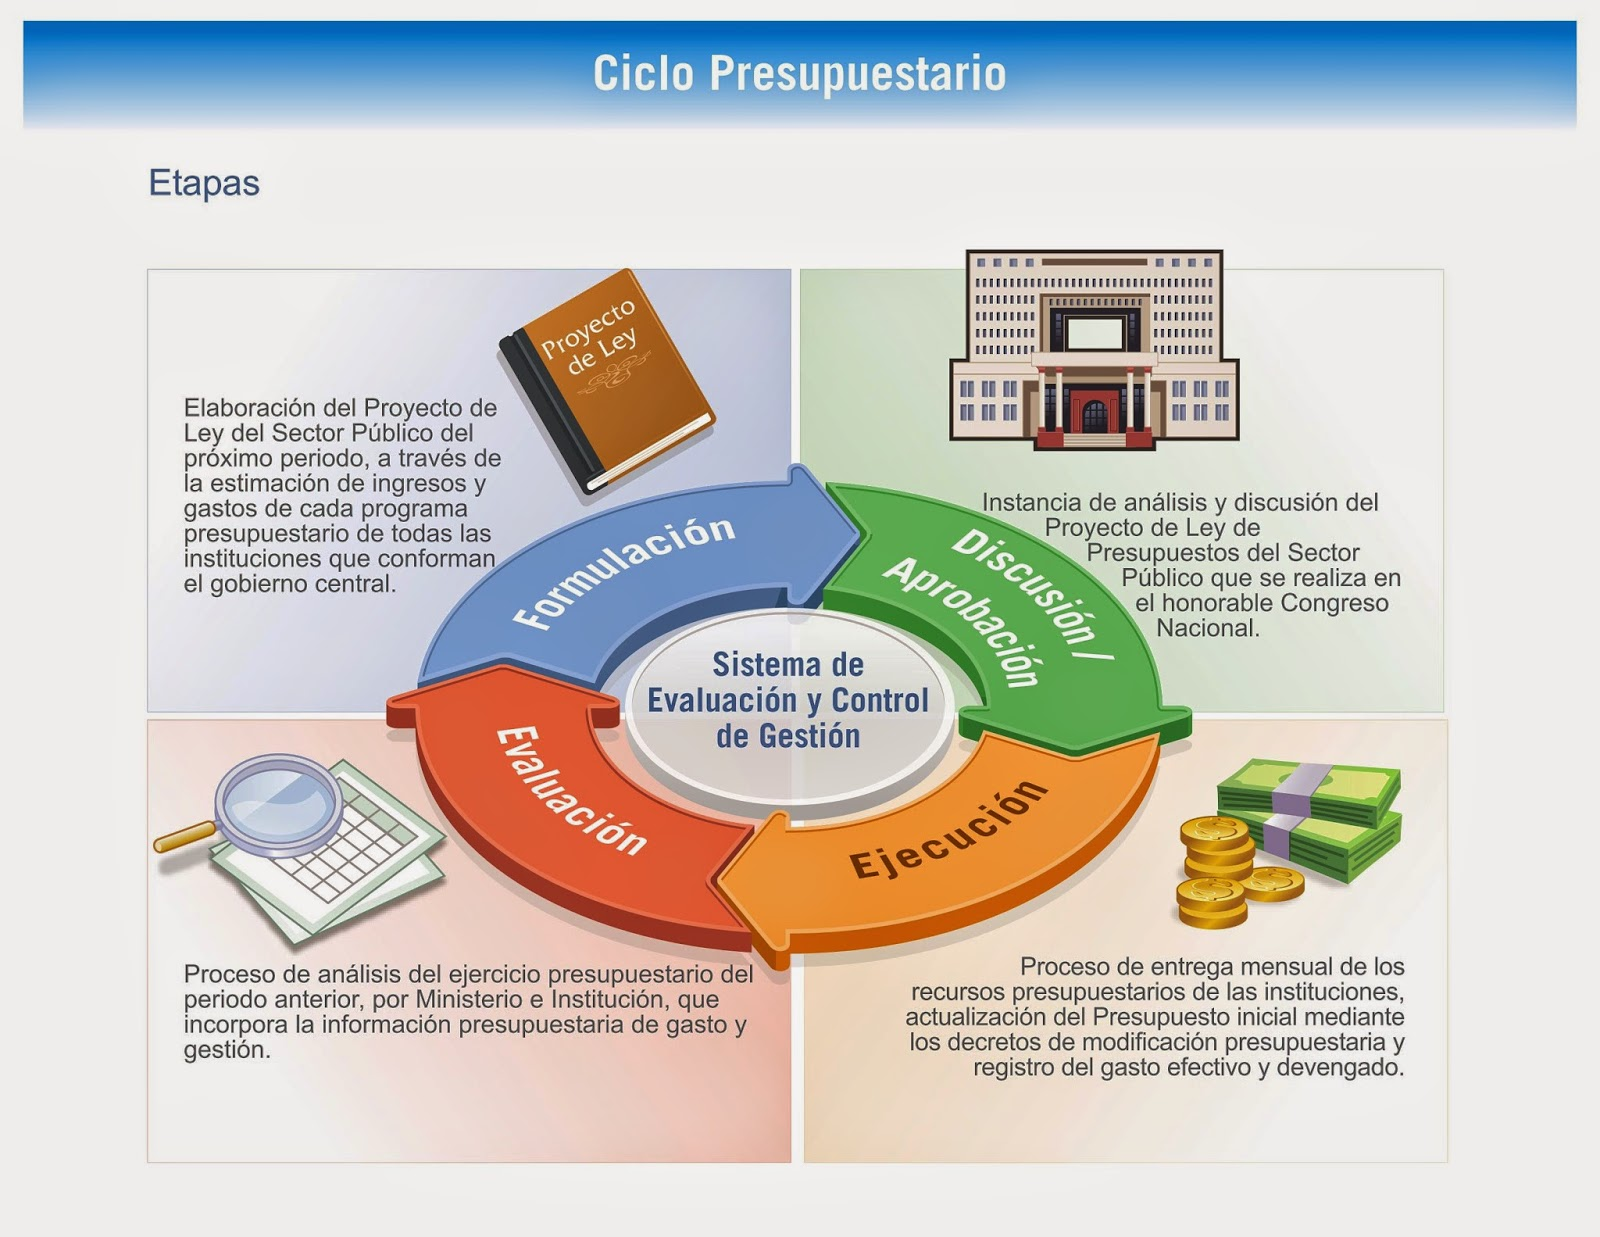 Ciclo Presupuestario
Etapas
Proyecto
de Ley
Elaboración del Proyecto de
Ley del Sector Público del
próximo periodo, a través de
la estimación de ingresos y
gastos de cada programa
presupuestario de todas las
instituciones que conforman
el gobierno central.
Formulación
Discusión /
Aprobación
Instancia de análisis y discusión del
Proyecto de Ley de
Presupuestos del Sector
Público que se realiza en
el honorable Congreso
Nacional.
Sistema de
Evaluación y Control
de Gestión
Evaluación
Ejecución
Proceso de análisis del ejercicio presupuestario del
periodo anterior, por Ministerio e Institución, que
incorpora la información presupuestaria de gasto y
gestión.
Proceso de entrega mensual de los
recursos presupuestarios de las instituciones,
actualización del Presupuesto inicial mediante
los decretos de modificación presupuestaria y
registro del gasto efectivo y devengado.